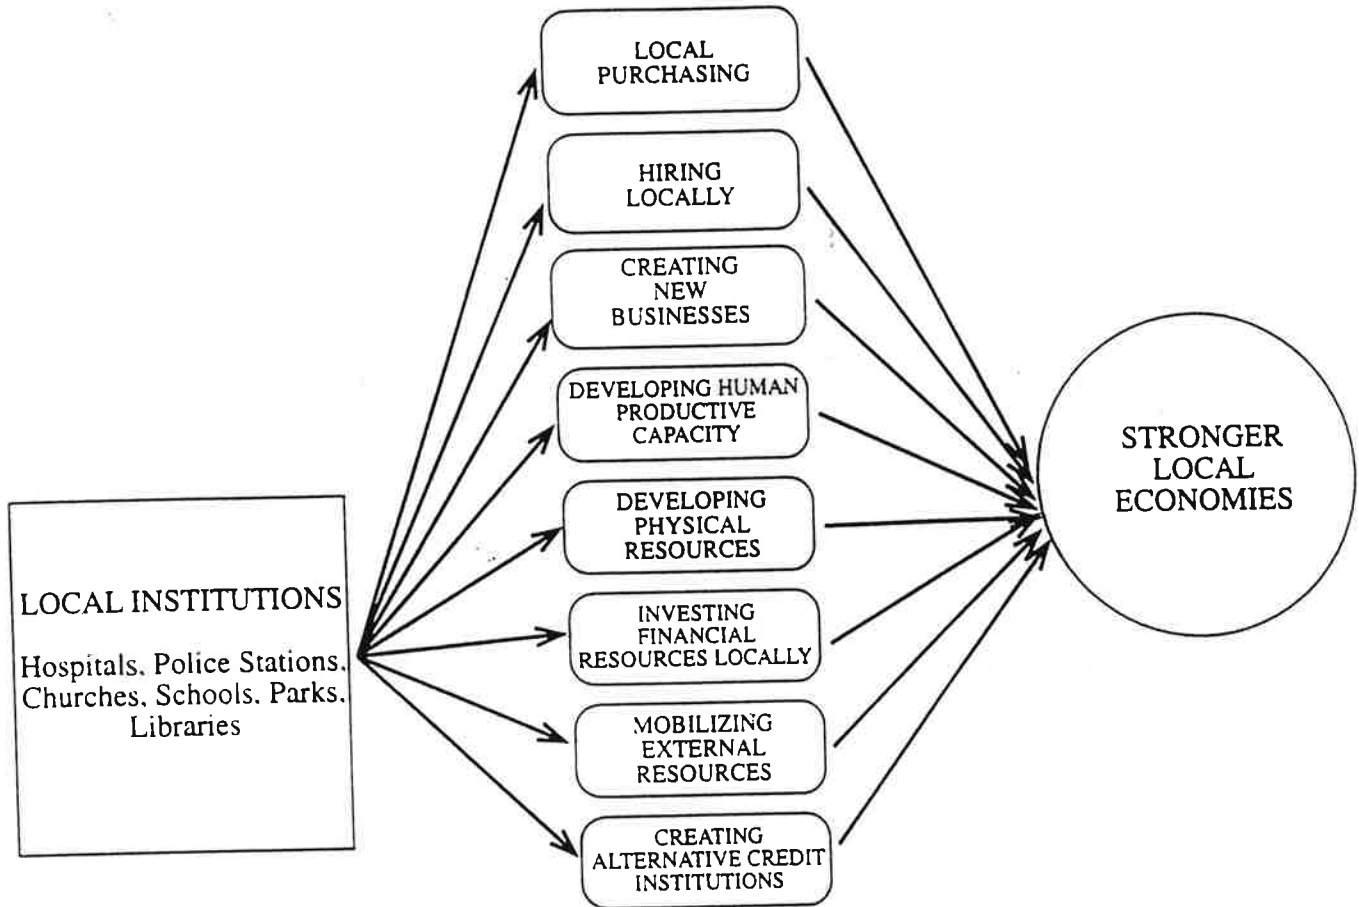 LOCAL
PURCHASING
HIRING
LOCALLY
CREATING
NEW
BUSINESSES
DEVELOPING HUMAN
PRODUCTIVE
CAPACITY
DEVELOPING
PHYSICAL
RESOURCES
INVESTING
FINANCIAL
RESOURCES LOCALLY
MOBILIZING
EXTERNAL
RESOURCES
CREATING
ALTERNATIVE CREDIT
INSTITUTIONS
LOCAL INSTITUTIONS
Hospitals, Police Stations,
Churches, Schools, Parks,
Libraries
STRONGER
LOCAL
ECONOMIES